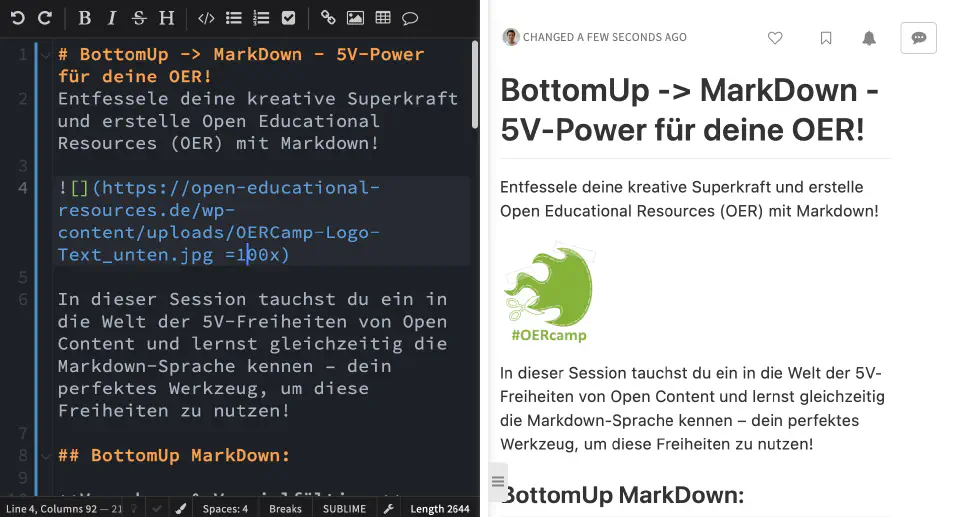 B I S H
1 # BottomUp -> MarkDown - 5V-Power
für deine OER!
2 Entfessele deine kreative Superkraft
und erstelle Open Educational
Resources (OER) mit Markdown!
3
4 ![](https://open-educational-
resources.de/wp-
content/uploads/OERCamp-Logo-
Text_unten.jpg =100x)
5
6 In dieser Session tauchst du ein in
die Welt der 5V-Freiheiten von Open
Content und lernst gleichzeitig die
Markdown-Sprache kennen – dein
perfektes Werkzeug, um diese
Freiheiten zu nutzen!
7
8 ## BottomUp MarkDown:
9
Line 4, Columns 92 — 21 Spaces: 4 Breaks SUBLIME Length 2644
CHANGED A FEW SECONDS AGO
BottomUp -> MarkDown -
5V-Power für deine OER!
Entfessele deine kreative Superkraft und erstelle
Open Educational Resources (OER) mit Markdown!
#OERcamp
In dieser Session tauchst du ein in die Welt der 5V-
Freiheiten von Open Content und lernst gleichzeitig
die Markdown-Sprache kennen – dein perfektes
Werkzeug, um diese Freiheiten zu nutzen!
BottomUp MarkDown: